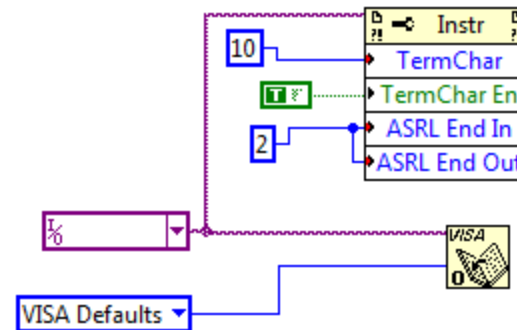 Instr
10
TermChar
T
TermChar En
2
ASRL End In
ASRL End Out
I/O
VISA
O
VISA Defaults